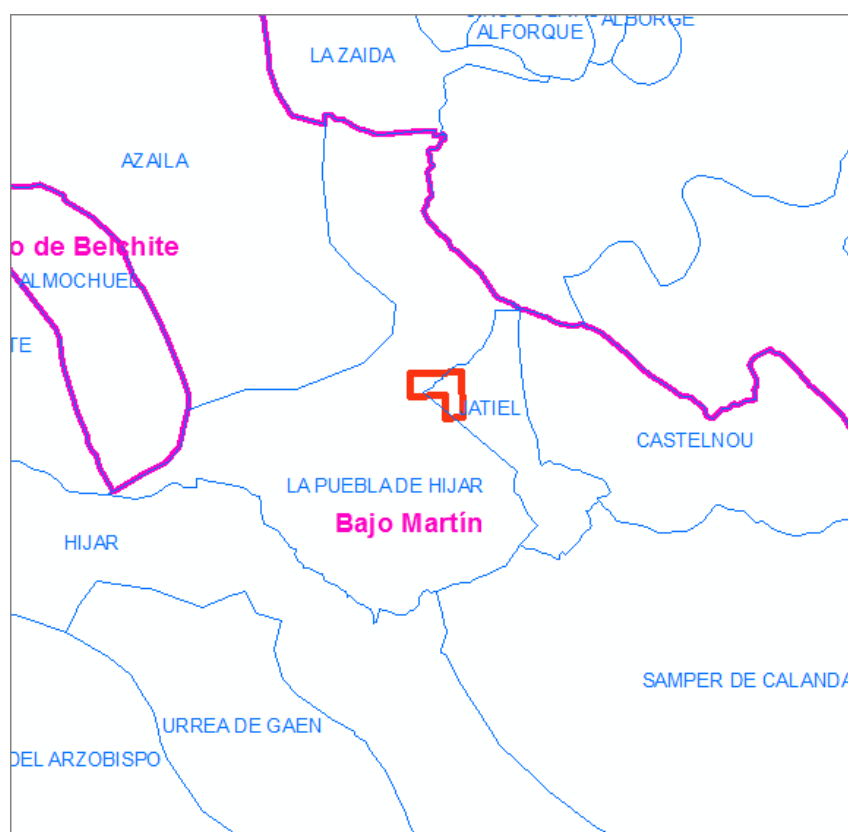 ALBORGE
ALFORQUE
LA ZAIDA
AZAILA
o de Belchite
ALMOCHUEL
TE
JATIEL
CASTELNOU
LA PUEBLA DE HIJAR
Bajo Martín
HIJAR
SAMPER DE CALANDA
URREA DE GAEN
DEL ARZOBISPO